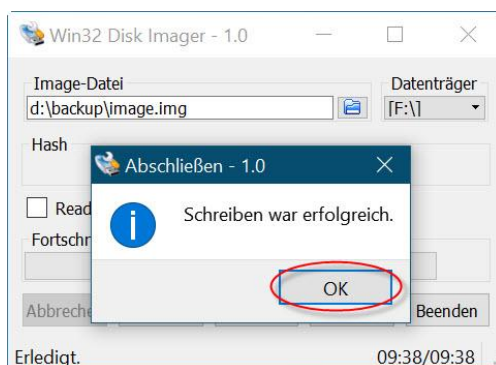 Win32 Disk Imager - 1.0
Image-Datei
Datenträger
d:\backup\image.img
[F:\]
Hash
Abschließen - 1.0
Read
Schreiben war erfolgreich.
OK
Beenden
Erledigt.
09:38/09:38